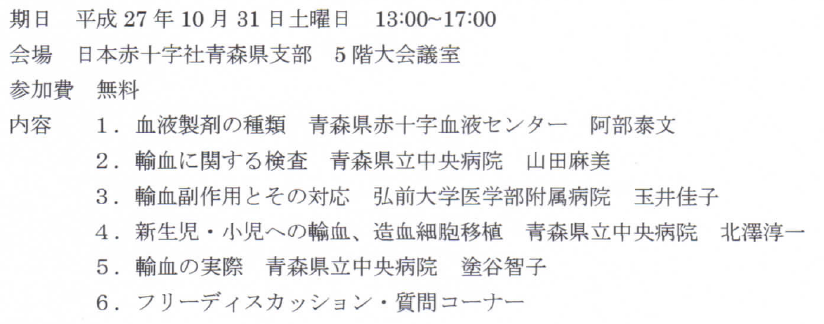 期日　平成 27 年 10 月 31 日土曜日　13:00~17:00
会場　日本赤十字社青森県支部　5 階大会議室
参加費　無料
内容　１．血液製剤の種類　青森県赤十字血液センター　阿部泰文
２．輸血に関する検査　青森県立中央病院　山田麻美
３．輸血副作用とその対応　弘前大学医学部附属病院　玉井佳子
４．新生児・小児への輸血、造血細胞移植　青森県立中央病院　北澤淳一
５．輸血の実際　青森県立中央病院　塗谷智子
６．フリーディスカッション・質問コーナー